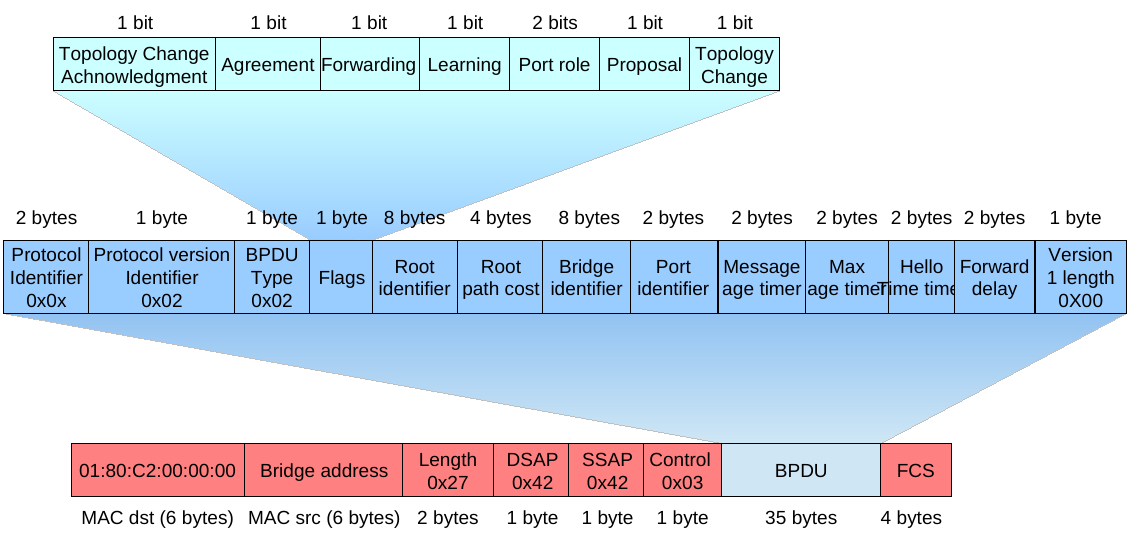 1 bit 1 bit 1 bit 1 bit 2 bits 1 bit 1 bit
Topology Change
Achnowledgment
Agreement
Forwarding
Learning
Port role
Proposal
Topology
Change
2 bytes 1 byte 1 byte 1 byte 8 bytes 4 bytes 8 bytes 2 bytes 2 bytes 2 bytes 2 bytes 2 bytes 1 byte
Protocol
Identifier
0x0x
Protocol version
Identifier
0x02
BPDU
Type
0x02
Flags
Root
identifier
Root
path cost
Bridge
identifier
Port
identifier
Message
age timer
Max
age timer
Hello
Time time
Forward
delay
Version
1 length
0X00
01:80:C2:00:00:00
Bridge address
Length
0x27
DSAP
0x42
SSAP
0x42
Control
0x03
BPDU
FCS
MAC dst (6 bytes) MAC src (6 bytes) 2 bytes 1 byte 1 byte 1 byte 35 bytes 4 bytes